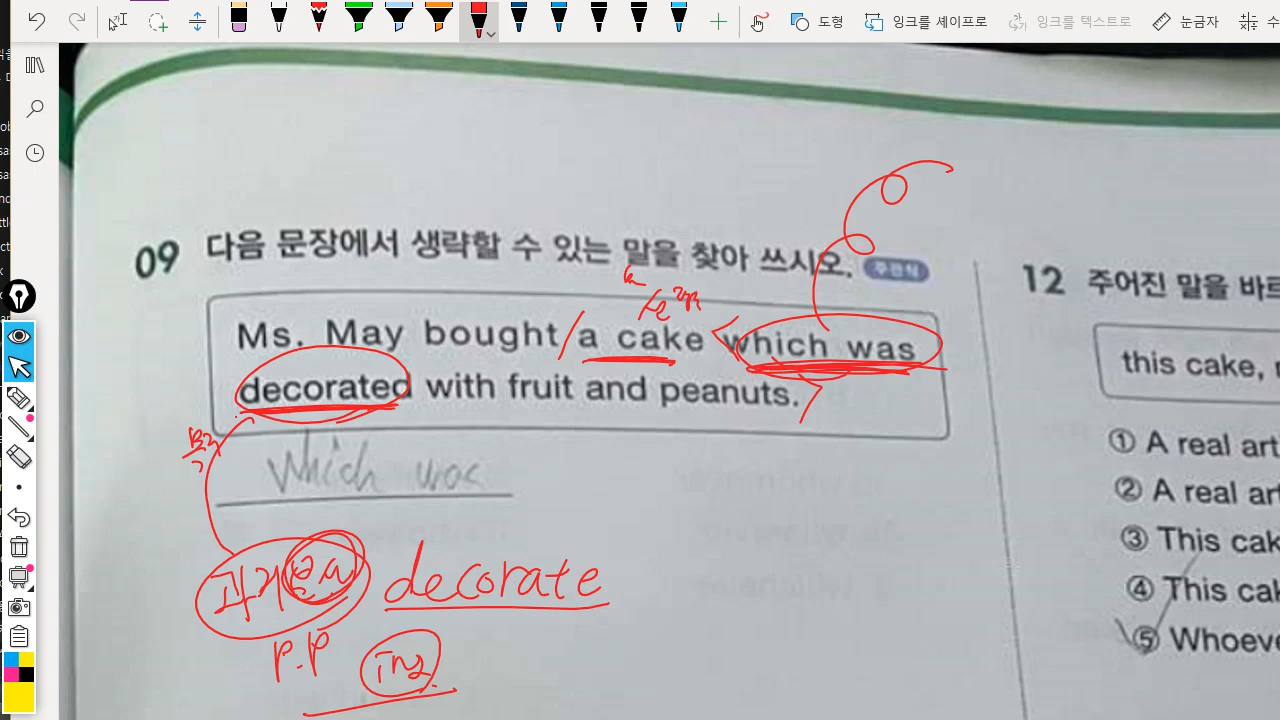 도형
잉크를 셰이프로
잉크를 텍스트로
눈금자
수
09 다음 문장에서 생략할 수 있는 말을 찾아 쓰시오. 주관식
Ms. May bought a cake which was
decorated with fruit and peanuts.
which was
과거분사 decorate
P.P ing
12 주어진 말을 바르
this cake, r
① A real art
② A real art
③ This cak
④ This cak
⑤ Whoeve